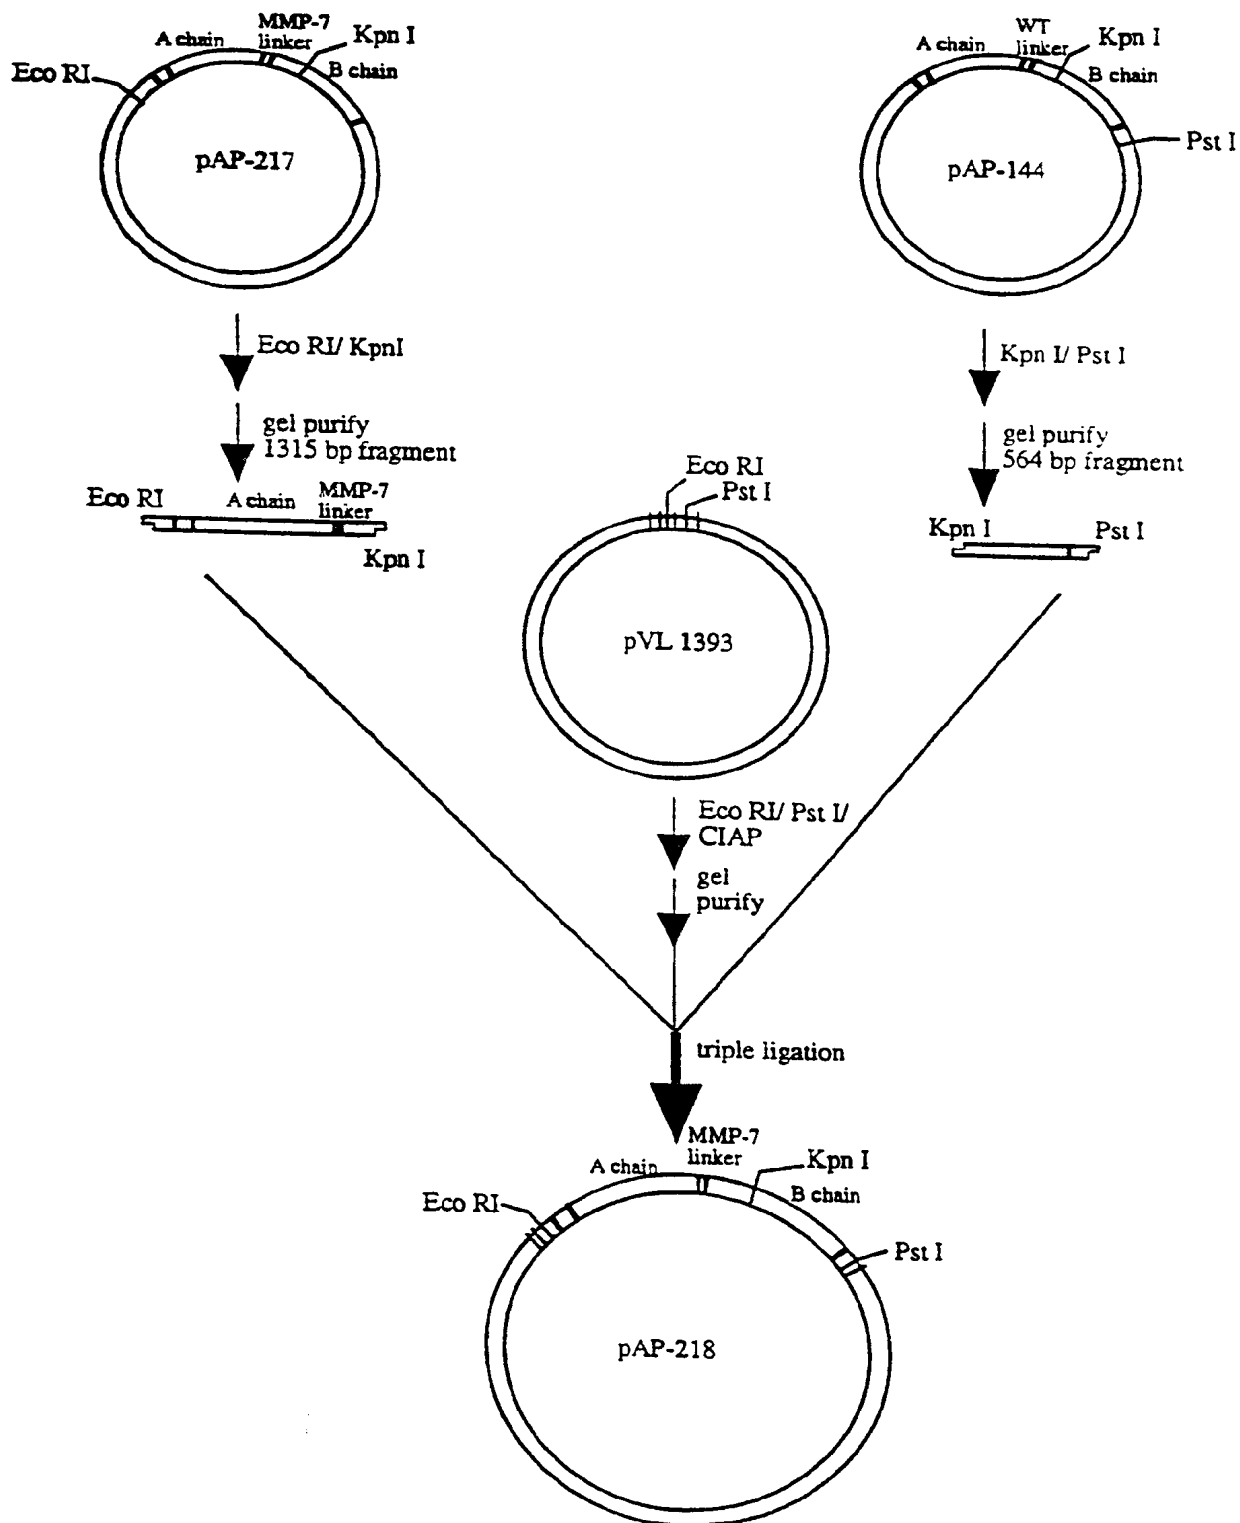 A chain
MMP-7
linker
Kpn I
Eco RI
B chain
pAP-217
A chain
WT
linker
Kpn I
B chain
Pst I
pAP-144
Eco RI/ KpnI
gel purify
1315 bp fragment
Kpn I/ Pst I
gel purify
564 bp fragment
Eco RI
A chain
MMP-7
linker
Kpn I
Eco RI
Pst I
Kpn I
Pst I
pVL 1393
Eco RI/ Pst I/
CIAP
gel
purify
triple ligation
MMP-7
linker
A chain
Kpn I
B chain
Eco RI
Pst I
pAP-218